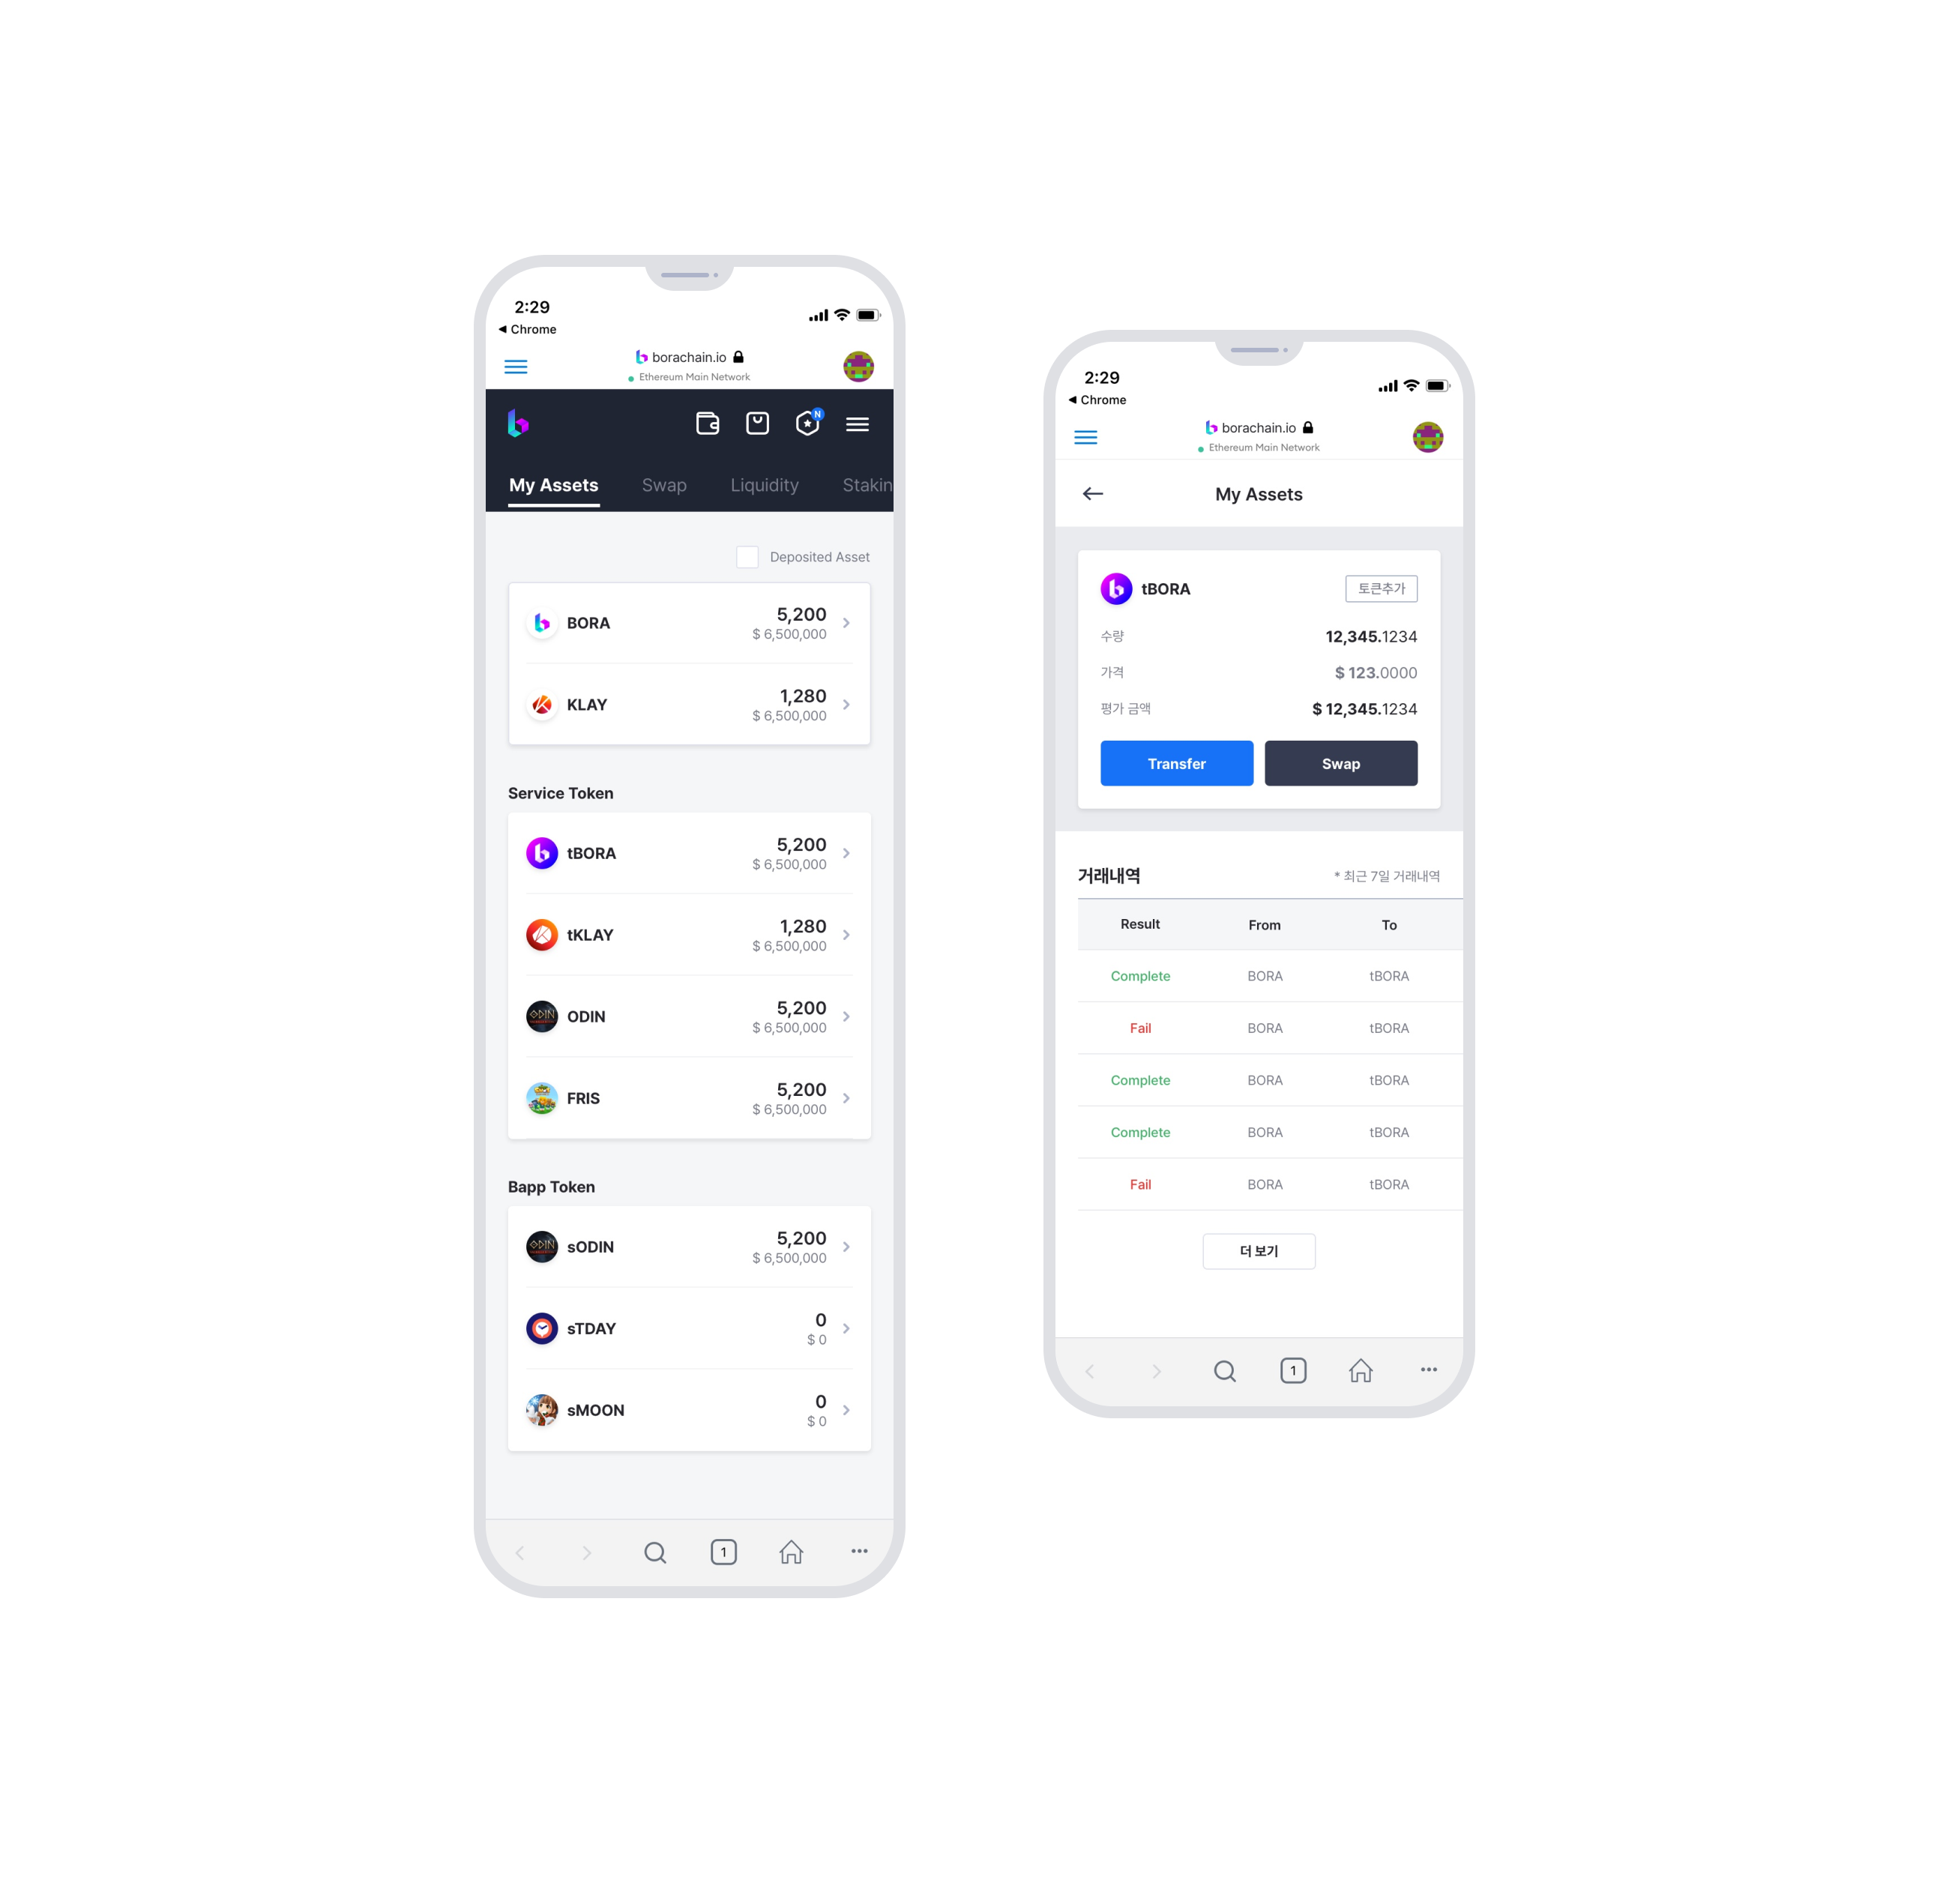 2:29
◀ Chrome
borachain.io
Ethereum Main Network
N
My Assets Swap Liquidity Stakin
Deposited Asset
BORA 5,200
$ 6,500,000
KLAY 1,280
$ 6,500,000
Service Token
tBORA 5,200
$ 6,500,000
tKLAY 1,280
$ 6,500,000
ODIN 5,200
$ 6,500,000
FRIS 5,200
$ 6,500,000
Bapp Token
sODIN 5,200
$ 6,500,000
sTDAY 0
$ 0
sMOON 0
$ 0
1
2:29
◀ Chrome
borachain.io
Ethereum Main Network
My Assets
tBORA 토큰추가
수량 12,345.1234
가격 $ 123.0000
평가 금액 $ 12,345.1234
Transfer Swap
거래내역 * 최근 7일 거래내역
Result From To
Complete BORA tBORA
Fail BORA tBORA
Complete BORA tBORA
Complete BORA tBORA
Fail BORA tBORA
더 보기
1